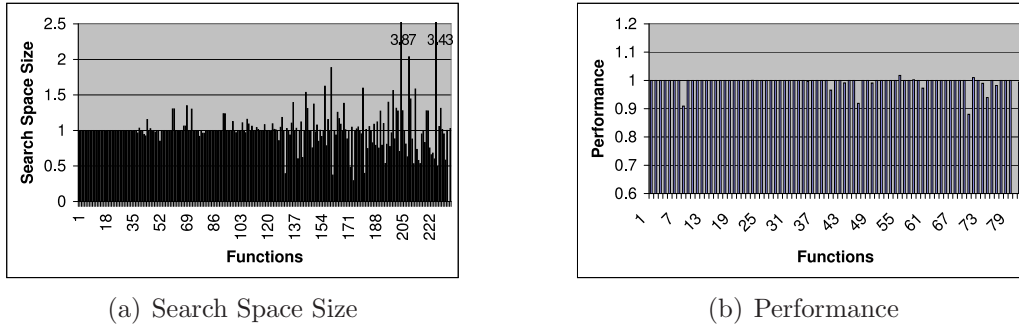 2.5
2
1.5
1
0.5
0
3.87
3.43
Search Space Size
1 18 35 52 69 86 103 120 137 154 171 188 205 222
Functions
(a) Search Space Size
1.2
1.1
1
0.9
0.8
0.7
0.6
Performance
1 7 13 19 25 31 37 43 49 55 61 67 73 79
Functions
(b) Performance